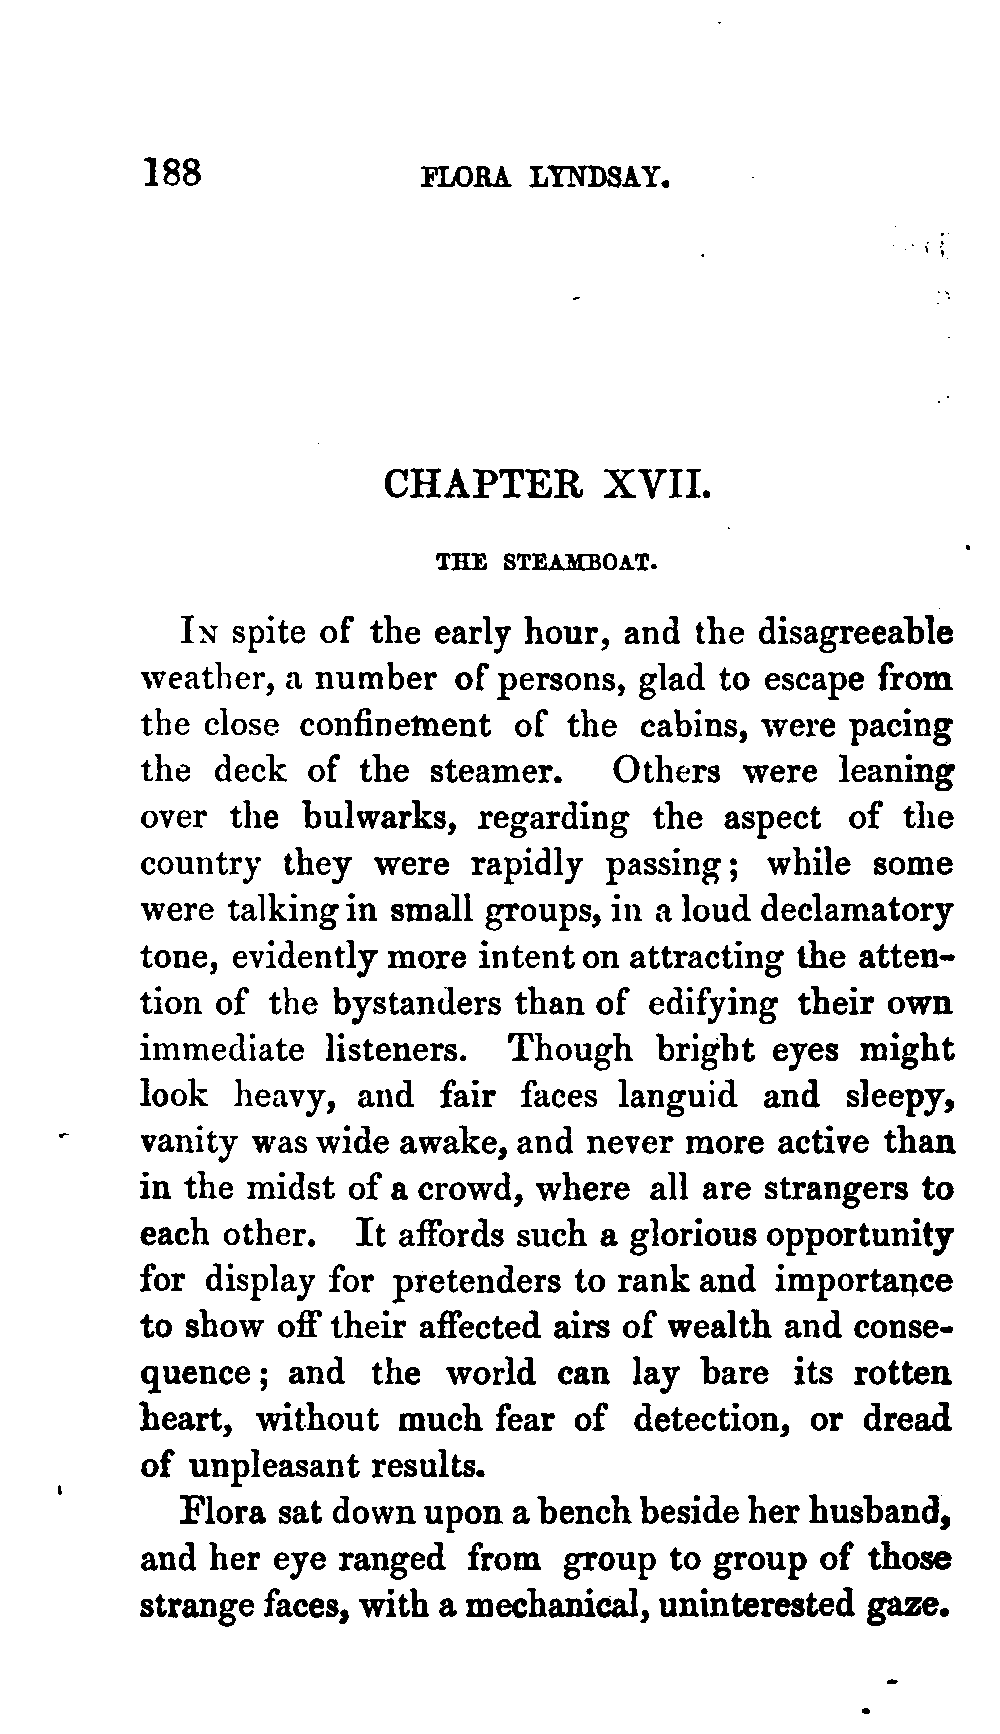 188 FLORA LYNDSAY.
CHAPTER XVII.
THE STEAMBOAT.
IN spite of the early hour, and the disagreeable
weather, a number of persons, glad to escape from
the close confinement of the cabins, were pacing
the deck of the steamer. Others were leaning
over the bulwarks, regarding the aspect of the
country they were rapidly passing; while some
were talking in small groups, in a loud declamatory
tone, evidently more intent on attracting the atten-
tion of the bystanders than of edifying their own
immediate listeners. Though bright eyes might
look heavy, and fair faces languid and sleepy,
vanity was wide awake, and never more active than
in the midst of a crowd, where all are strangers to
each other. It affords such a glorious opportunity
for display for pretenders to rank and importance
to show off their affected airs of wealth and conse-
quence; and the world can lay bare its rotten
heart, without much fear of detection, or dread
of unpleasant results.
Flora sat down upon a bench beside her husband,
and her eye ranged from group to group of those
strange faces, with a mechanical, uninterested gaze.